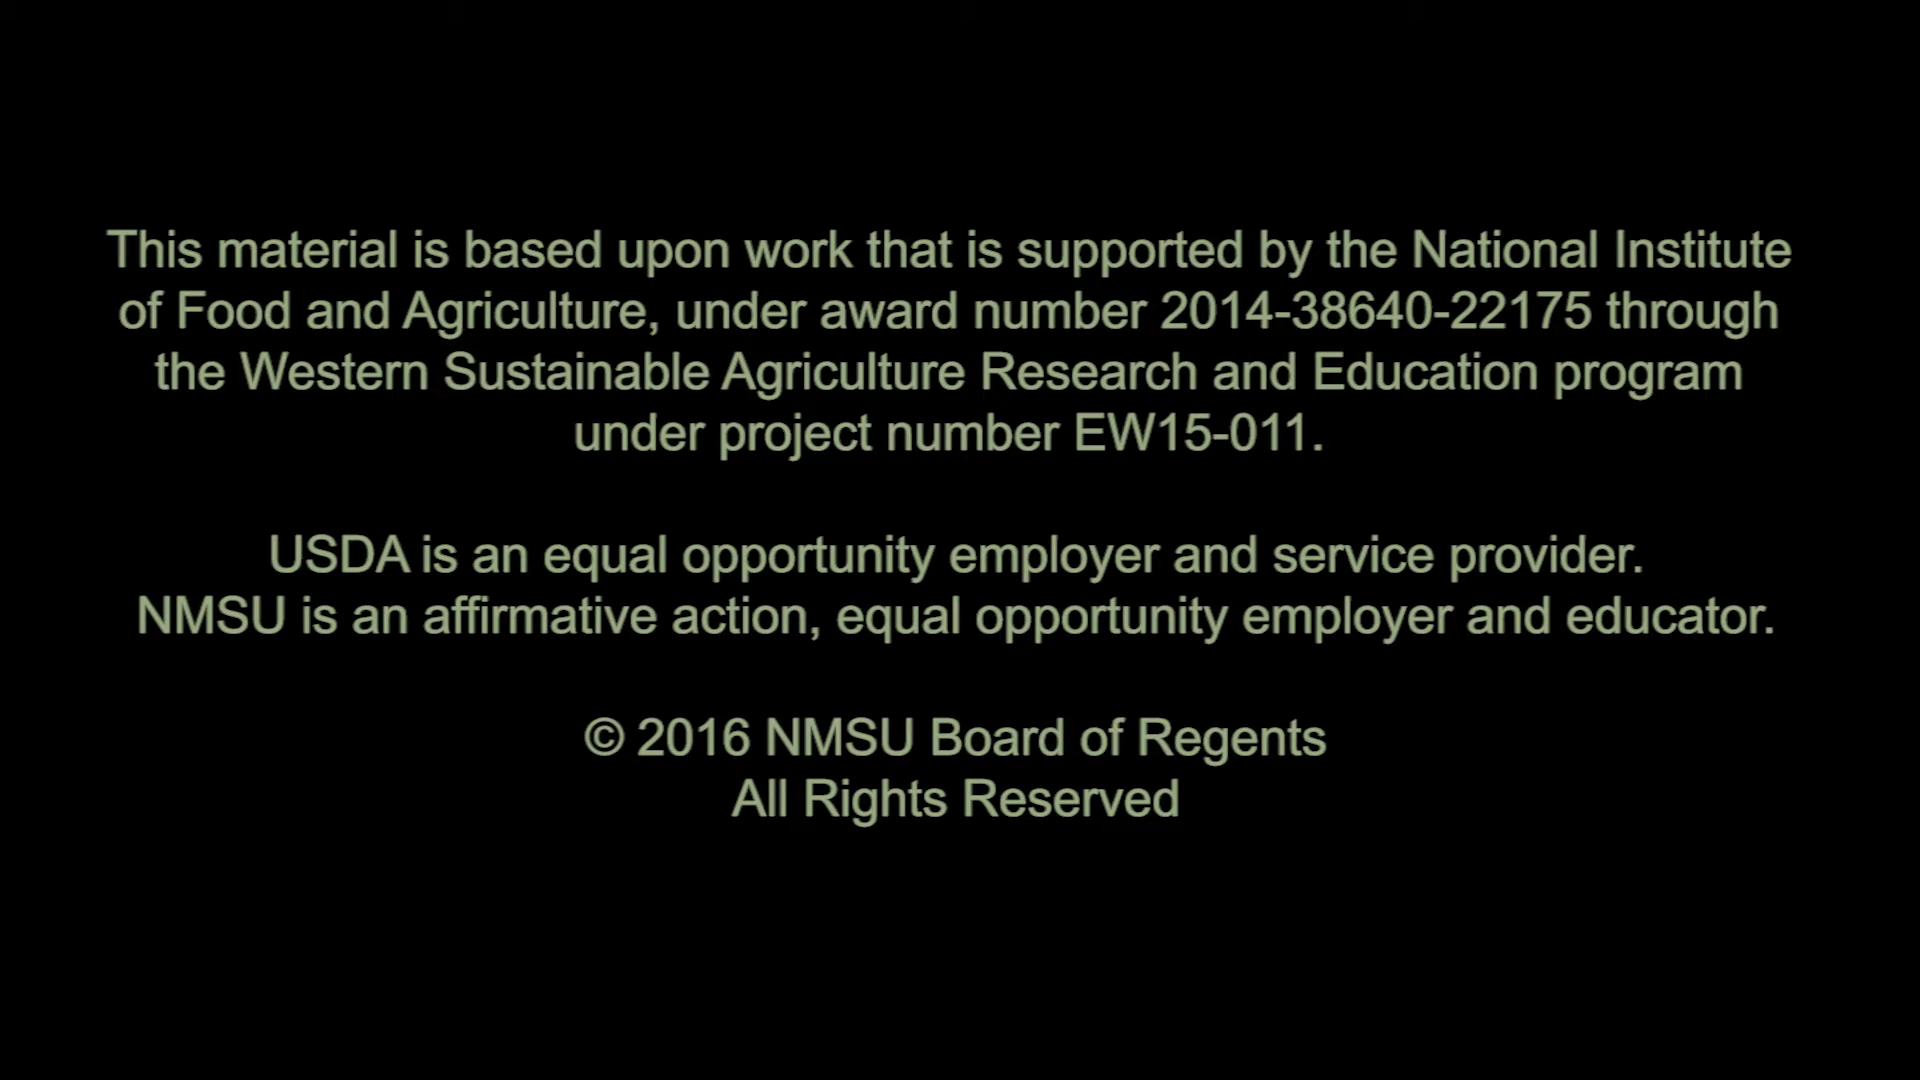 This material is based upon work that is supported by the National Institute
of Food and Agriculture, under award number 2014-38640-22175 through
the Western Sustainable Agriculture Research and Education program
under project number EW15-011.
USDA is an equal opportunity employer and service provider.
NMSU is an affirmative action, equal opportunity employer and educator.
© 2016 NMSU Board of Regents
All Rights Reserved